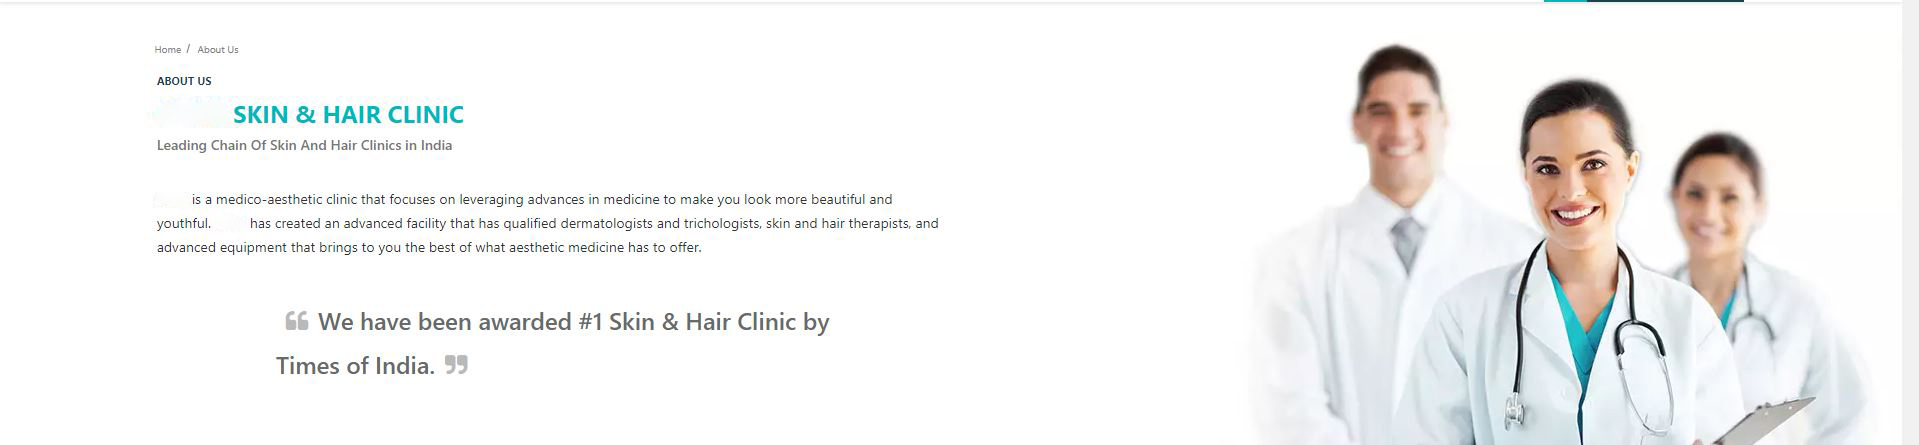 Home / About Us
ABOUT US
SKIN & HAIR CLINIC
Leading Chain Of Skin And Hair Clinics in India
is a medico-aesthetic clinic that focuses on leveraging advances in medicine to make you look more beautiful and
youthful. has created an advanced facility that has qualified dermatologists and trichologists, skin and hair therapists, and
advanced equipment that brings to you the best of what aesthetic medicine has to offer.
❝ We have been awarded #1 Skin & Hair Clinic by
Times of India. ❞